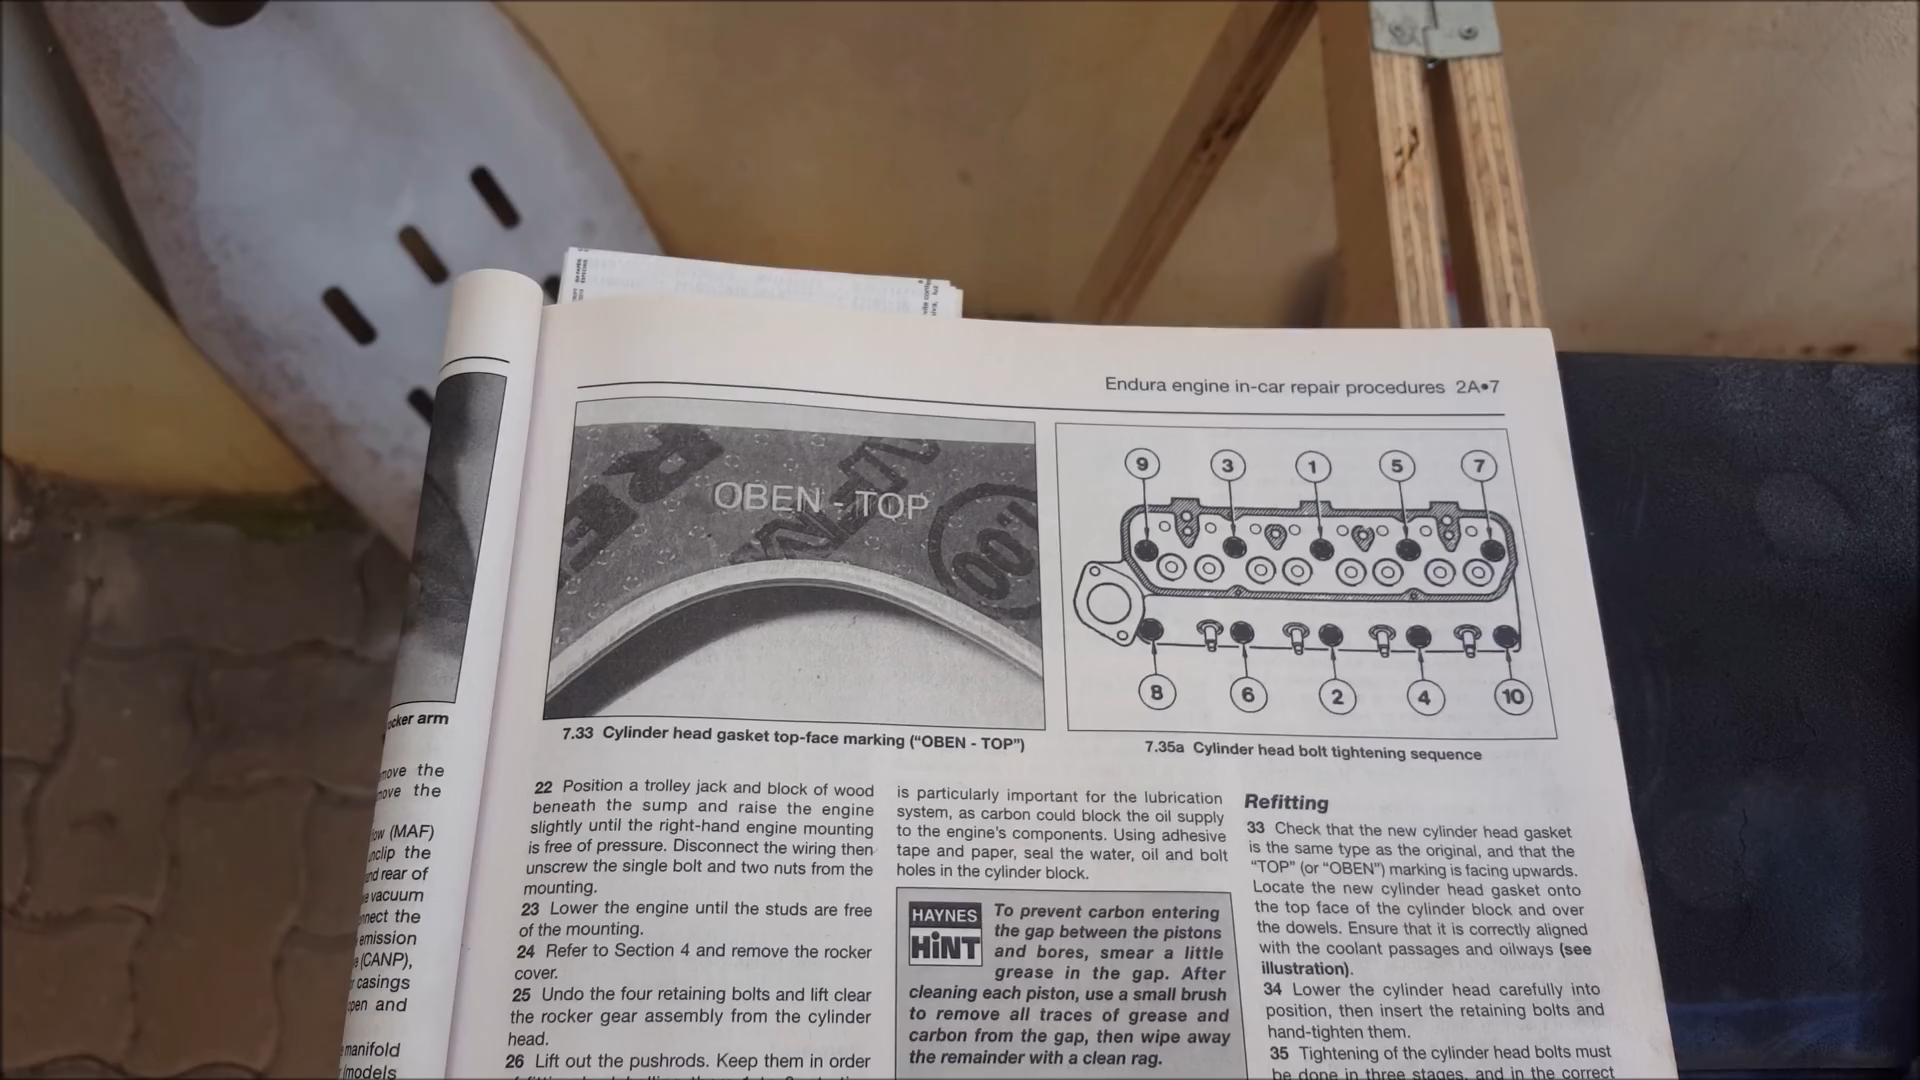 Endura engine in-car repair procedures 2A•7
OBEN - TOP
9 3 1 5 7
8 6 2 4 10
7.33 Cylinder head gasket top-face marking (“OBEN - TOP”)
7.35a Cylinder head bolt tightening sequence
rocker arm
move the
move the
(MAF)
unclip the
and rear of
vacuum
connect the
emission
(CANP),
casings
open and
manifold
models
22 Position a trolley jack and block of wood
beneath the sump and raise the engine
slightly until the right-hand engine mounting
is free of pressure. Disconnect the wiring then
unscrew the single bolt and two nuts from the
mounting.
23 Lower the engine until the studs are free
of the mounting.
24 Refer to Section 4 and remove the rocker
cover.
25 Undo the four retaining bolts and lift clear
the rocker gear assembly from the cylinder
head.
26 Lift out the pushrods. Keep them in order
is particularly important for the lubrication
system, as carbon could block the oil supply
to the engine's components. Using adhesive
tape and paper, seal the water, oil and bolt
holes in the cylinder block.
HAYNES
HiNT
To prevent carbon entering
the gap between the pistons
and bores, smear a little
grease in the gap. After
cleaning each piston, use a small brush
to remove all traces of grease and
carbon from the gap, then wipe away
the remainder with a clean rag.
Refitting
33 Check that the new cylinder head gasket
is the same type as the original, and that the
“TOP” (or “OBEN”) marking is facing upwards.
Locate the new cylinder head gasket onto
the top face of the cylinder block and over
the dowels. Ensure that it is correctly aligned
with the coolant passages and oilways (see
illustration).
34 Lower the cylinder head carefully into
position, then insert the retaining bolts and
hand-tighten them.
35 Tightening of the cylinder head bolts must
be done in three stages, and in the correct